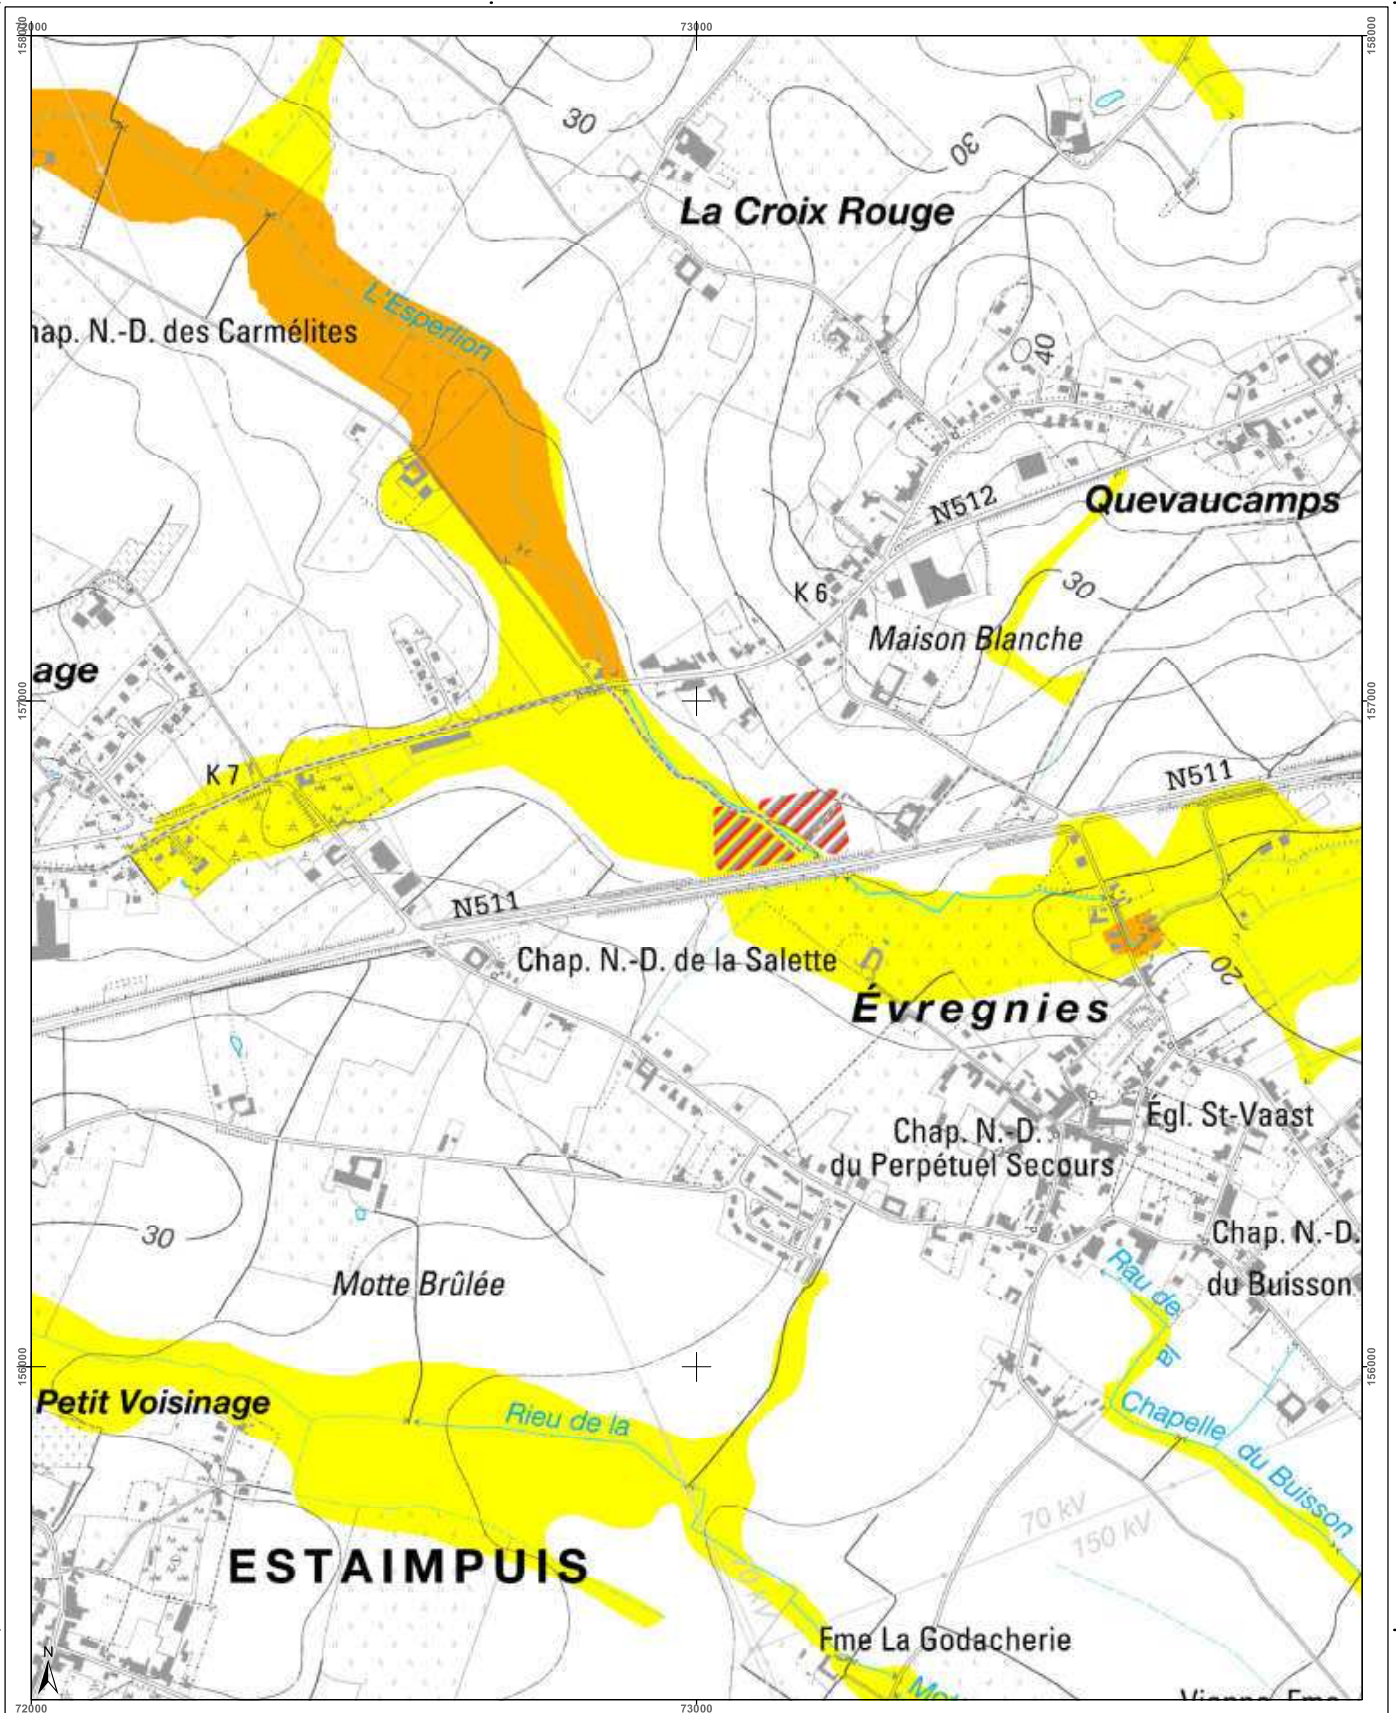 72000
73000
158000
158000
30
30
La Croix Rouge
L'Esperlion
hap. N.-D. des Carmélites
40
N512
Quevaucamps
K 6
30
Maison Blanche
age
157000
157000
K 7
N511
N511
Chap. N.-D. de la Salette
20
Évregnies
Égl. St-Vaast
Chap. N.-D.
du Perpétuel Secours
30
Chap. N.-D.
du Buisson
Motte Brûlée
Rau de
la
156000
156000
Petit Voisinage
Rieu de la
Chapelle du Buisson
70 kV
150 kV
ESTAIMPUIS
70 kV
Fme La Godacherie
N
72000
73000